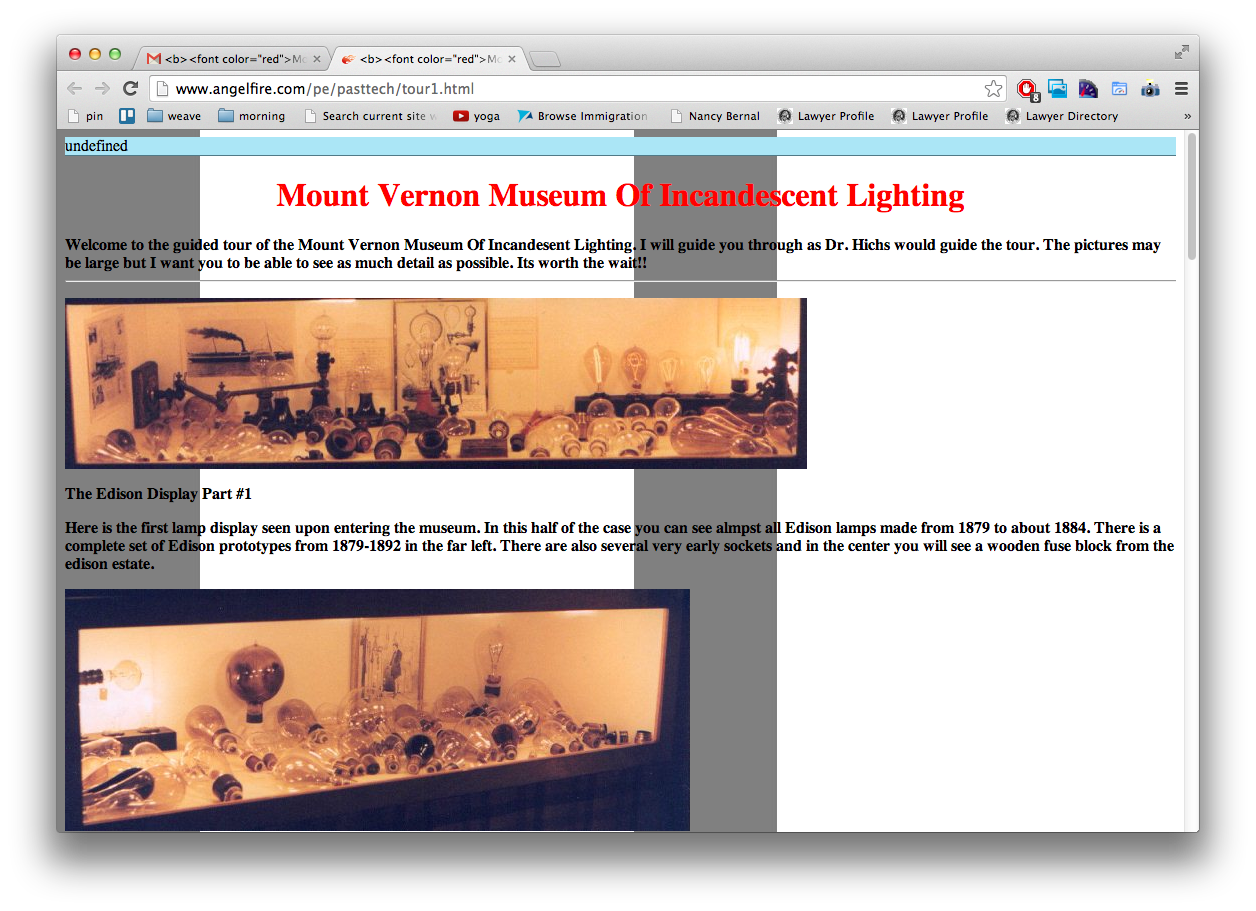 <b><font color="red">Mo
<b><font color="red">Mo
www.angelfire.com/pe/pasttech/tour1.html
8
pin weave morning Search current site w yoga Browse Immigration Nancy Bernal Lawyer Profile Lawyer Profile Lawyer Directory »
undefined
Mount Vernon Museum Of Incandescent Lighting
Welcome to the guided tour of the Mount Vernon Museum Of Incandesent Lighting. I will guide you through as Dr. Hichs would guide the tour. The pictures may
be large but I want you to be able to see as much detail as possible. Its worth the wait!!
The Edison Display Part #1
Here is the first lamp display seen upon entering the museum. In this half of the case you can see almpst all Edison lamps made from 1879 to about 1884. There is a
complete set of Edison prototypes from 1879-1892 in the far left. There are also several very early sockets and in the center you will see a wooden fuse block from the
edison estate.